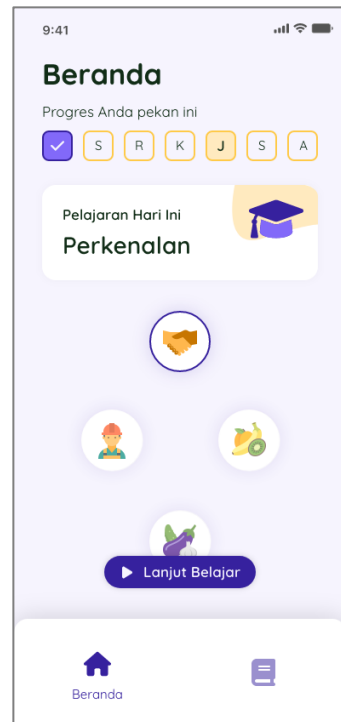 9:41
Beranda
Progres Anda pekan ini
S R K J S A
Pelajaran Hari Ini
Perkenalan
Lanjut Belajar
Beranda